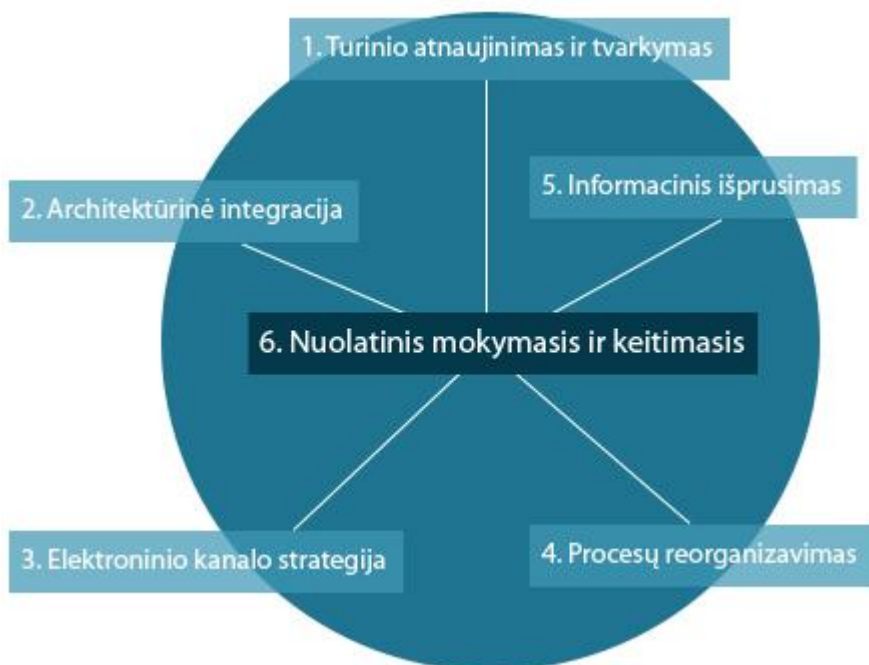 1. Turinio atnaujinimas ir tvarkymas
5. Informacinis išprusimas
2. Architektūrinė integracija
6. Nuolatinis mokymasis ir keitimasis
3. Elektroninio kanalo strategija
4. Procesų reorganizavimas